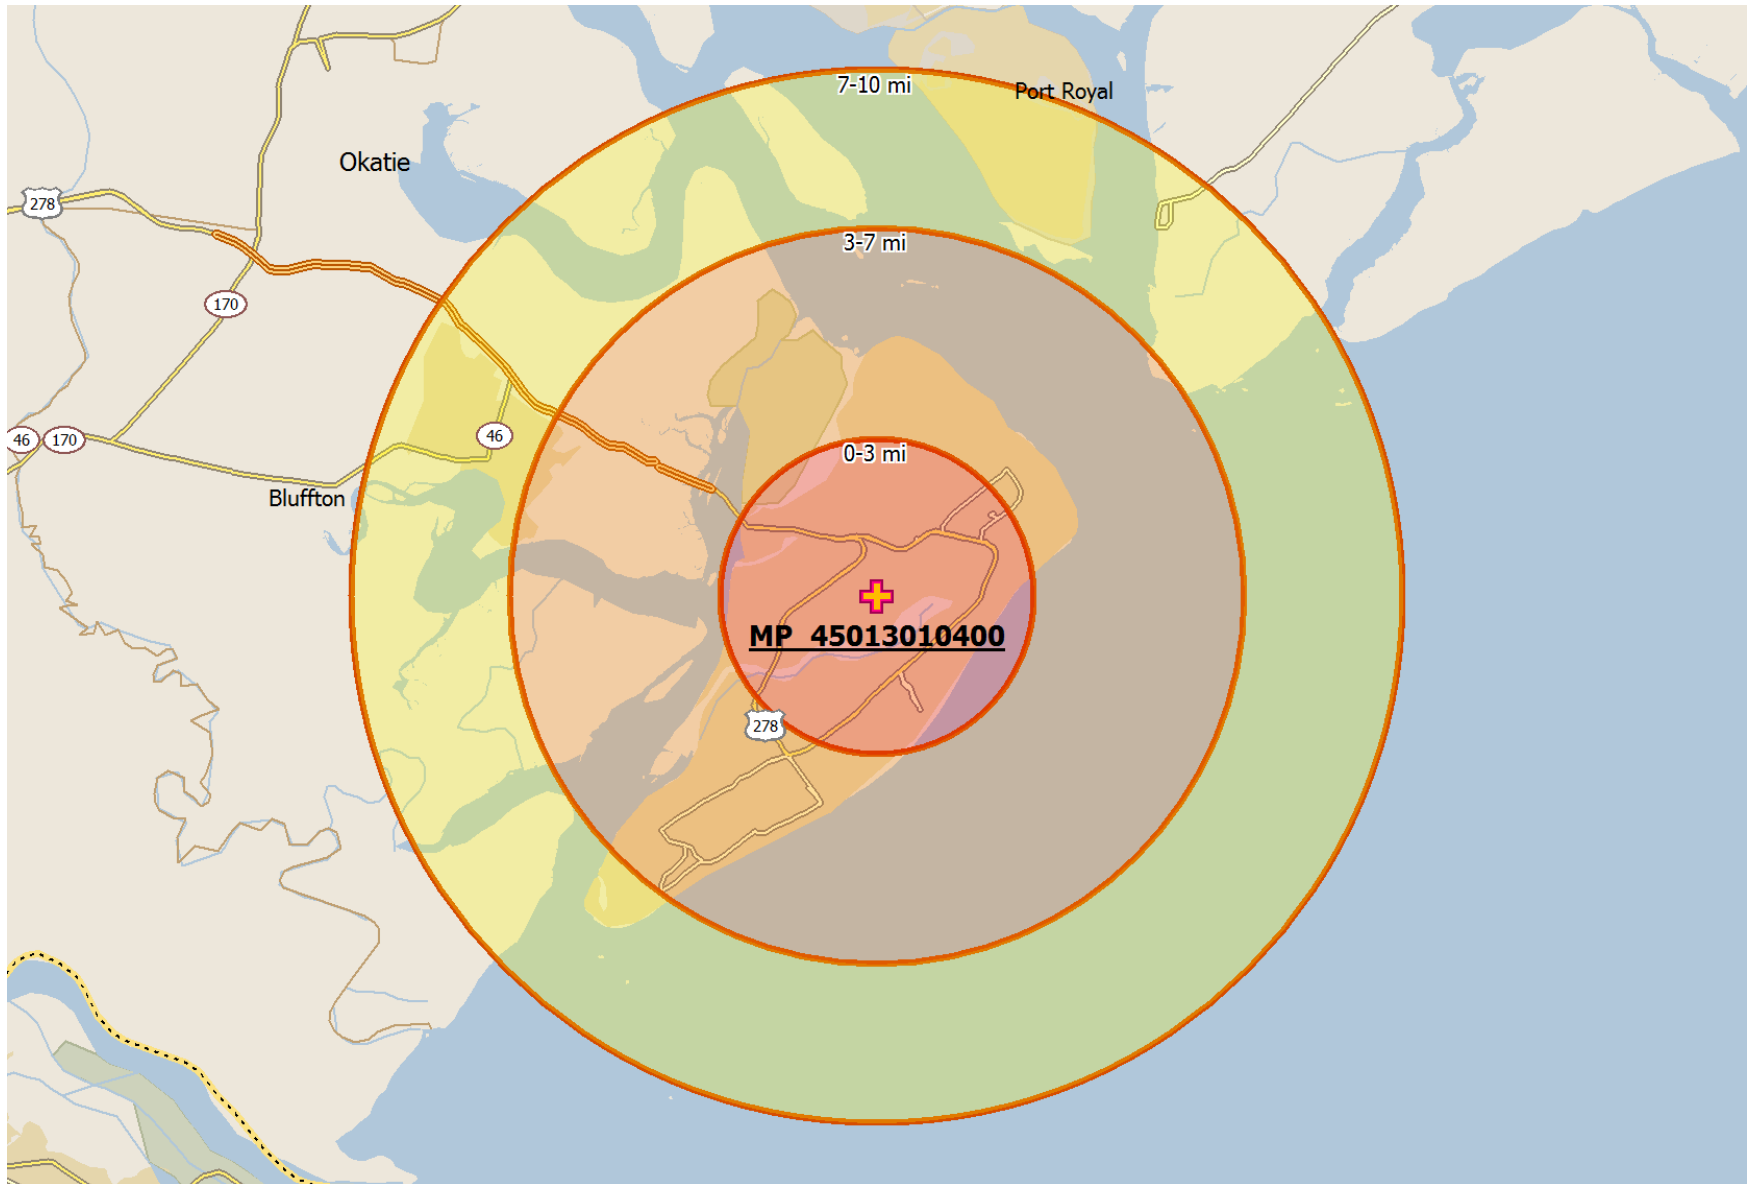 7-10 mi
Port Royal
Okatie
278
3-7 mi
170
46
46
170
0-3 mi
Bluffton
MP 45013010400
278